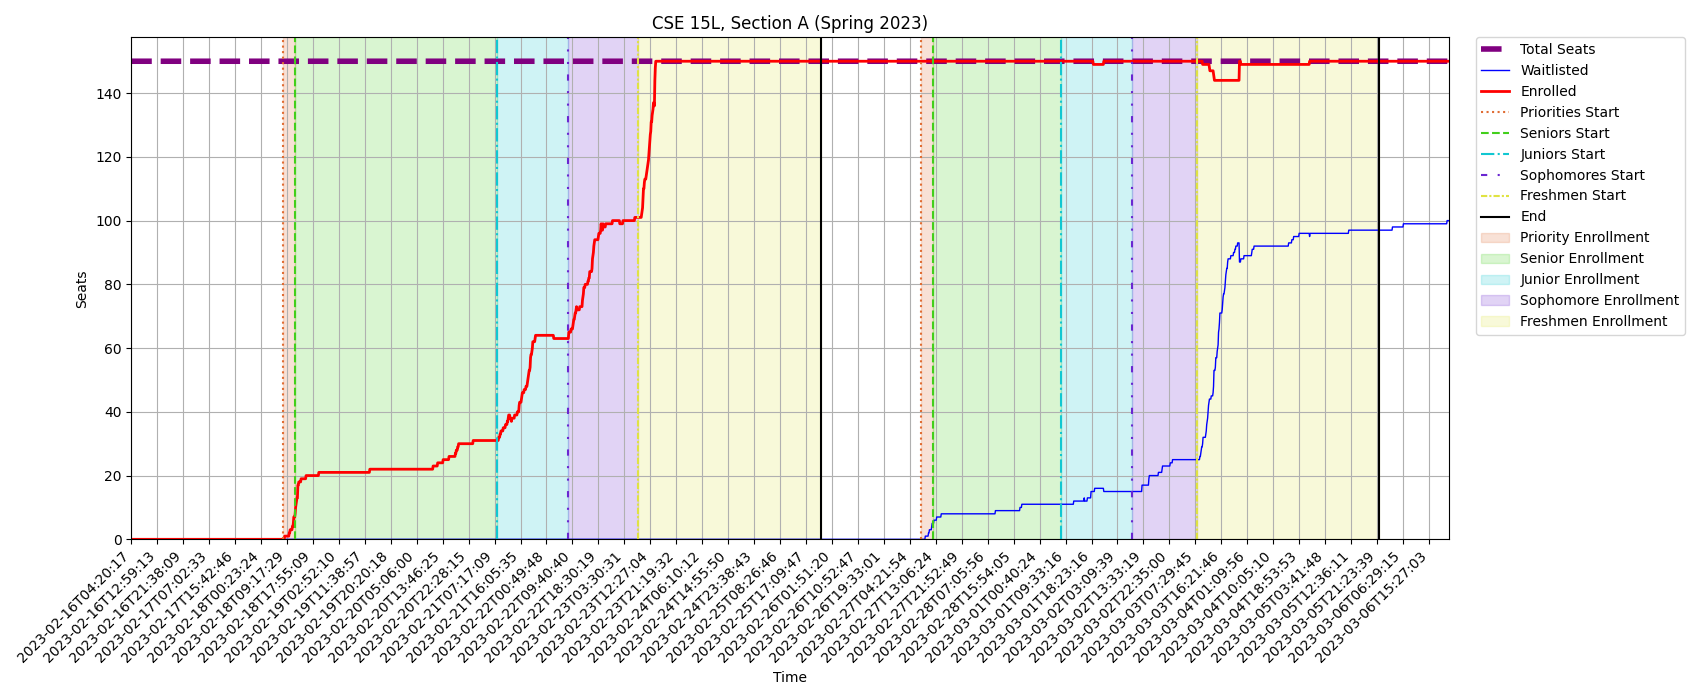 CSE 15L, Section A (Spring 2023)
Total Seats
Waitlisted
Enrolled
Priorities Start
Seniors Start
Juniors Start
Sophomores Start
Freshmen Start
End
Priority Enrollment
Senior Enrollment
Junior Enrollment
Sophomore Enrollment
Freshmen Enrollment
Seats
140
120
100
80
60
40
20
0
2023-02-16T04:20:17
2023-02-16T12:59:13
2023-02-16T21:38:09
2023-02-17T07:02:33
2023-02-17T15:42:46
2023-02-18T00:23:24
2023-02-18T09:17:29
2023-02-18T17:55:09
2023-02-19T02:52:10
2023-02-19T11:38:57
2023-02-19T20:20:18
2023-02-20T05:06:00
2023-02-20T13:46:25
2023-02-20T22:28:15
2023-02-21T07:17:09
2023-02-21T16:05:35
2023-02-22T00:49:48
2023-02-22T09:40:40
2023-02-22T18:30:19
2023-02-23T03:30:31
2023-02-23T12:27:04
2023-02-23T21:19:32
2023-02-24T06:10:12
2023-02-24T14:55:50
2023-02-24T23:38:43
2023-02-25T08:26:46
2023-02-25T17:09:47
2023-02-26T01:51:20
2023-02-26T10:52:47
2023-02-26T19:33:01
2023-02-27T04:21:54
2023-02-27T13:06:24
2023-02-27T21:52:49
2023-02-28T07:05:56
2023-02-28T15:54:05
2023-03-01T00:40:24
2023-03-01T09:33:16
2023-03-01T18:23:16
2023-03-02T03:09:39
2023-03-02T13:33:19
2023-03-02T22:35:00
2023-03-03T07:29:45
2023-03-03T16:21:46
2023-03-04T01:09:56
2023-03-04T10:05:10
2023-03-04T18:53:53
2023-03-05T03:41:48
2023-03-05T12:36:11
2023-03-05T21:23:39
2023-03-06T06:29:15
2023-03-06T15:27:03
Time